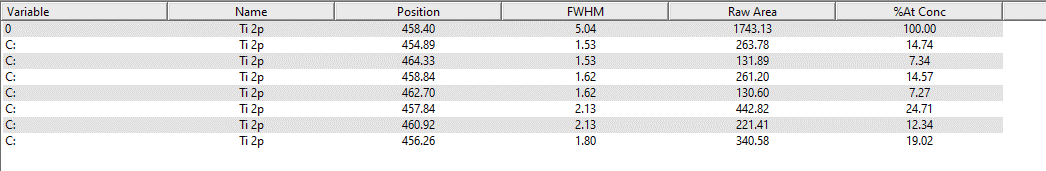 Variable Name Position FWHM Raw Area %At Conc
0 Ti 2p 458.40 5.04 1743.13 100.00
C: Ti 2p 454.89 1.53 263.78 14.74
C: Ti 2p 464.33 1.53 131.89 7.34
C: Ti 2p 458.84 1.62 261.20 14.57
C: Ti 2p 462.70 1.62 130.60 7.27
C: Ti 2p 457.84 2.13 442.82 24.71
C: Ti 2p 460.92 2.13 221.41 12.34
C: Ti 2p 456.26 1.80 340.58 19.02